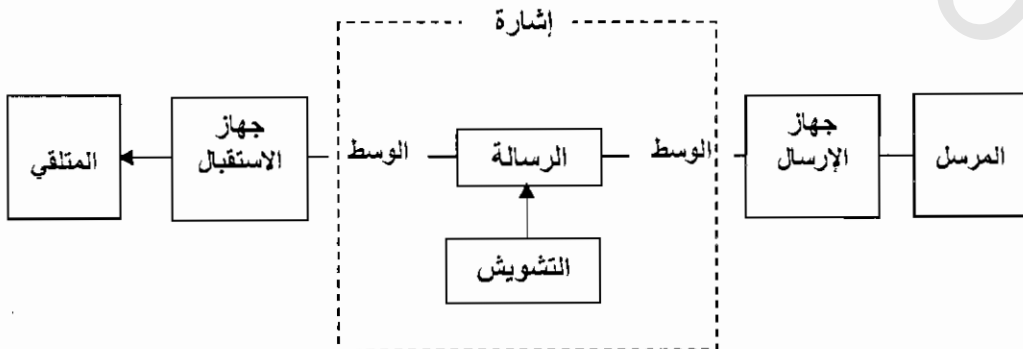 إشارة
المرسل
جهاز
الإرسال
الوسط
الرسالة
الوسط
جهاز
الاستقبال
المتلقي
التشويش